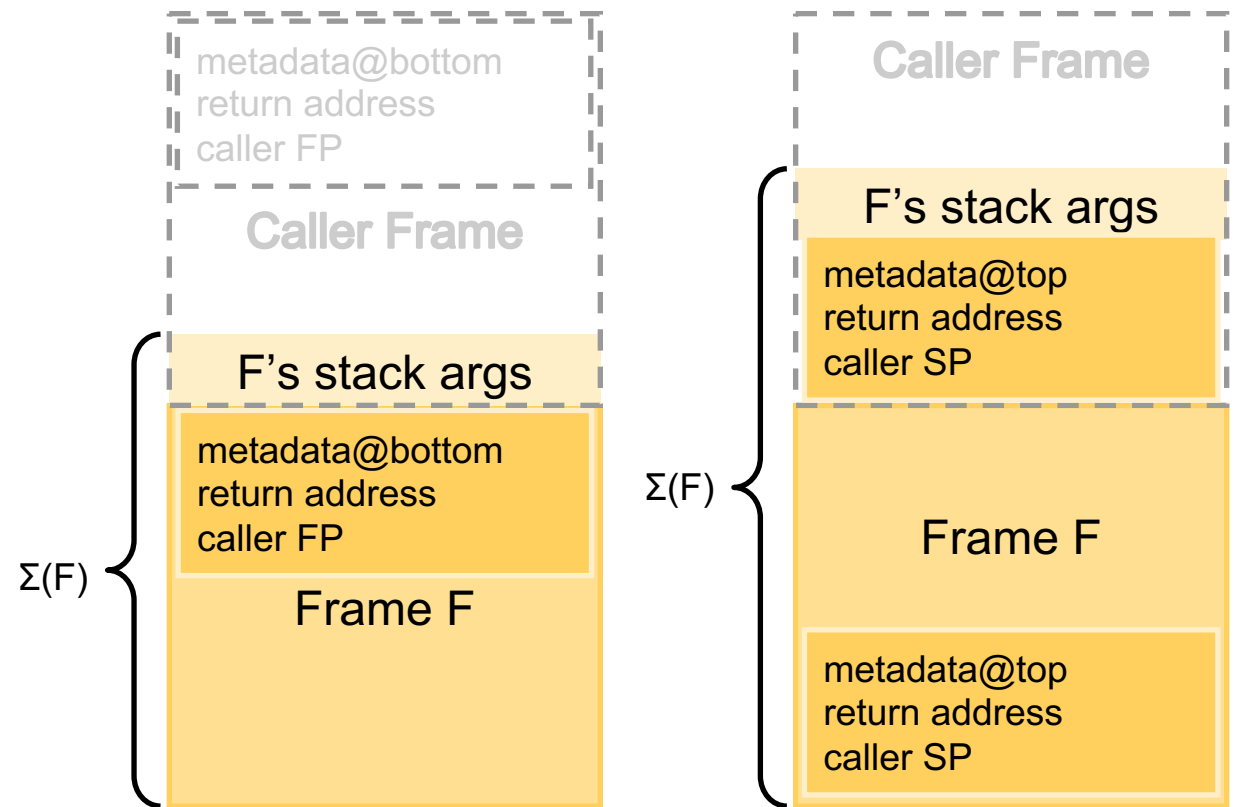 metadata@bottom
return address
caller FP
Caller Frame
F's stack args
metadata@bottom
return address
caller FP
Σ(F)
Frame F
Caller Frame
F's stack args
metadata@top
return address
caller SP
Σ(F)
Frame F
metadata@top
return address
caller SP